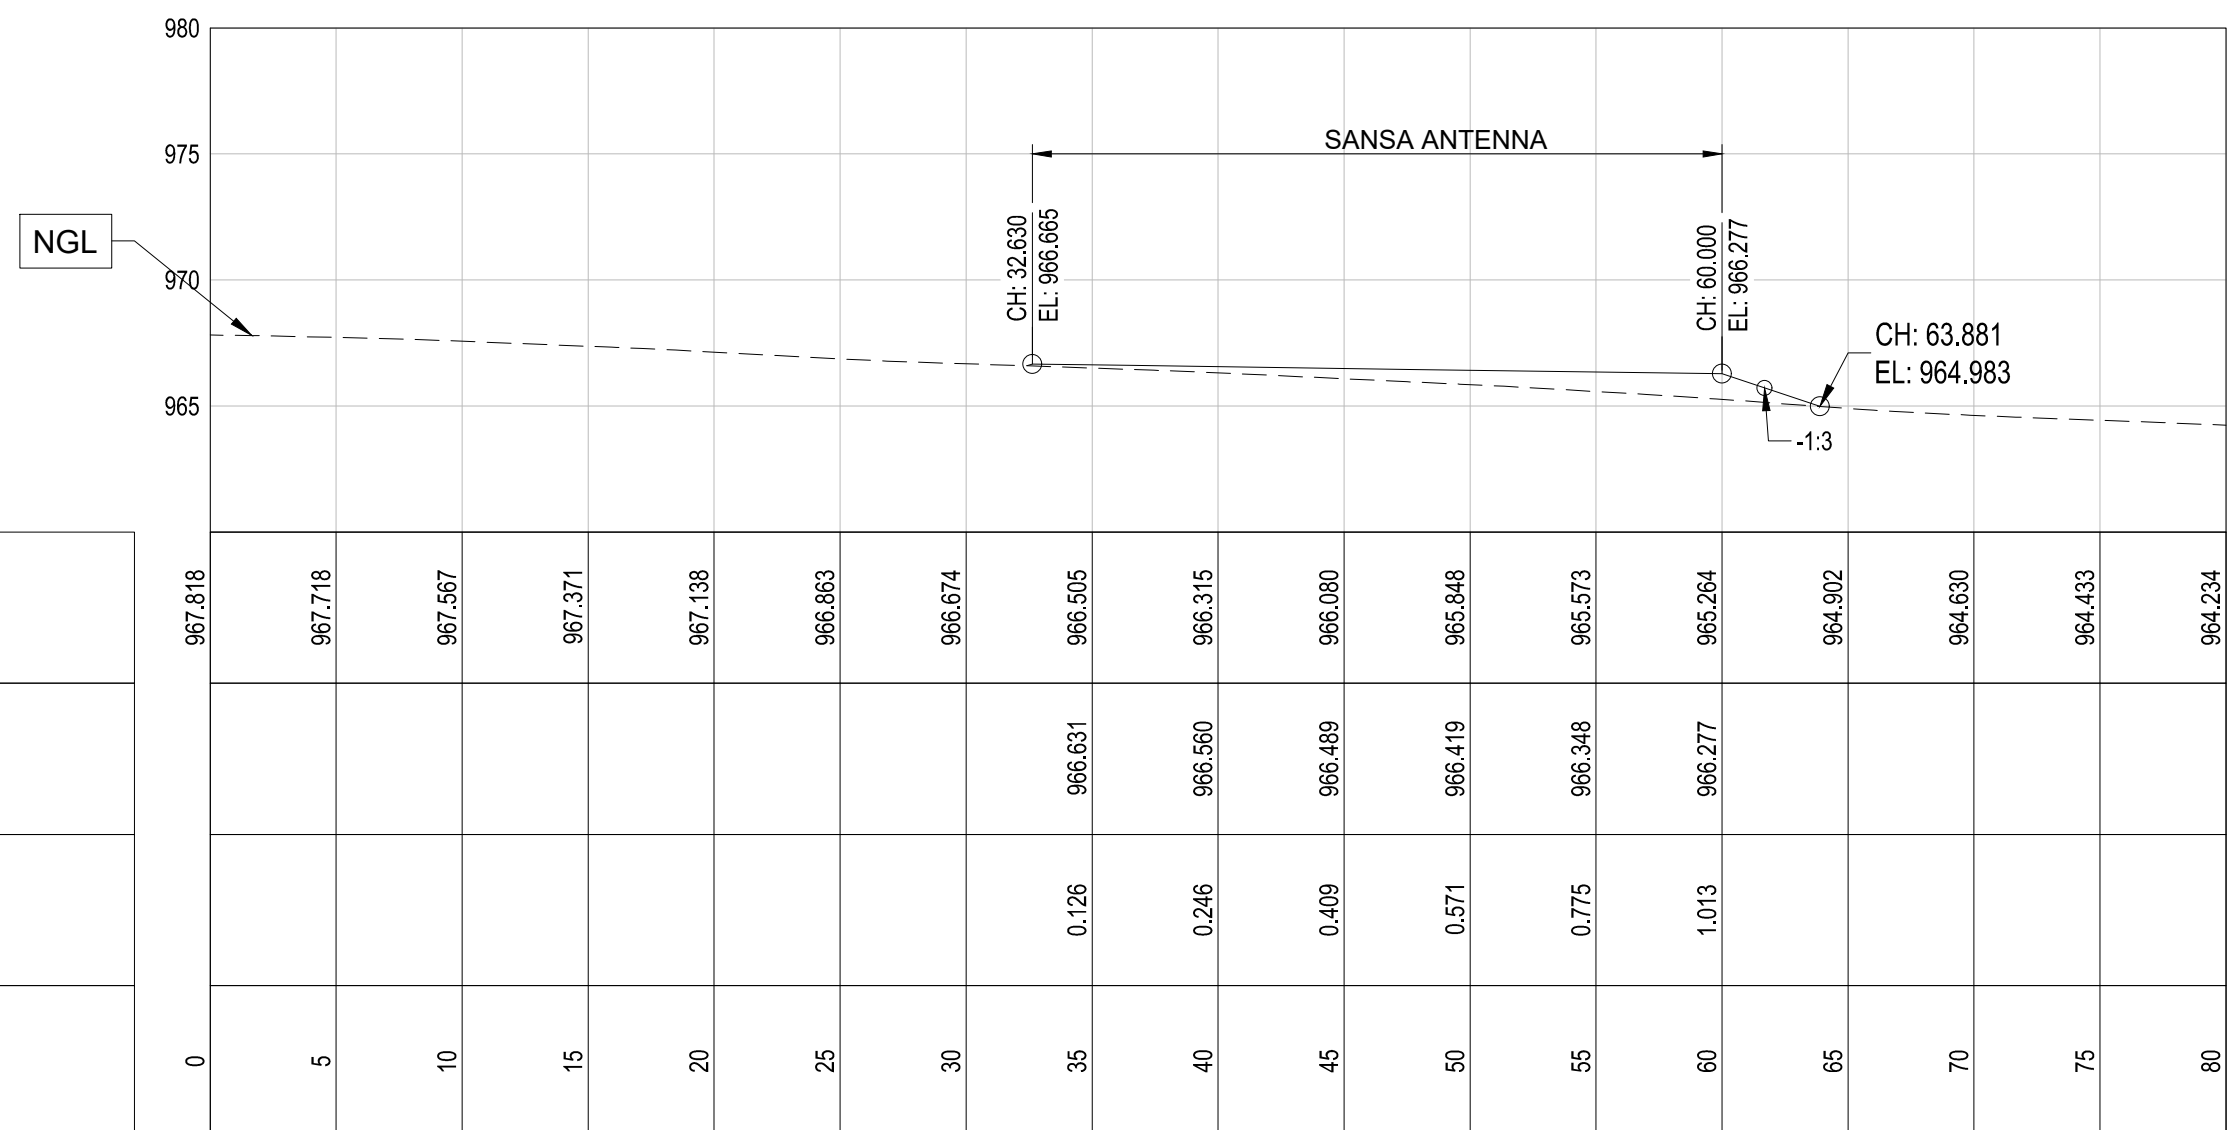 980
975
970
965
NGL
SANSA ANTENNA
CH: 32.630
EL: 966.665
CH: 60.000
EL: 966.277
CH: 63.881
EL: 964.983
-1:3
967.818 967.718 967.567 967.371 967.138 966.863 966.674 966.505 966.315 966.080 965.848 965.573 965.264 964.902 964.630 964.433 964.234
966.631 966.560 966.489 966.419 966.348 966.277
0.126 0.246 0.409 0.571 0.775 1.013
0 5 10 15 20 25 30 35 40 45 50 55 60 65 70 75 80